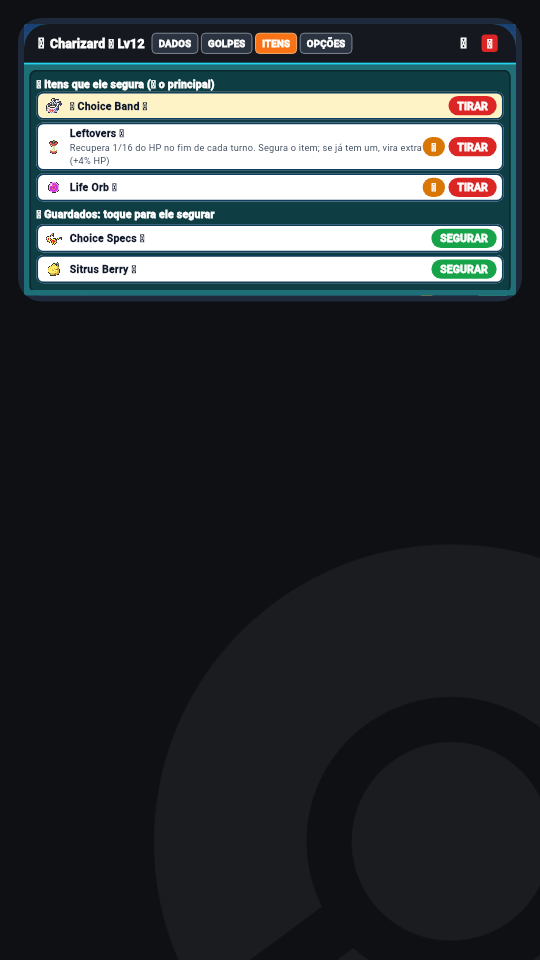 Charizard Lv12 DADOS GOLPES ITENS OPÇÕES
Itens que ele segura ( o principal)
Choice Band TIRAR
Leftovers
Recupera 1/16 do HP no fim de cada turno. Segura o item; se já tem um, vira extra
(+4% HP)
TIRAR
Life Orb TIRAR
Guardados: toque para ele segurar
Choice Specs SEGURAR
Sitrus Berry SEGURAR